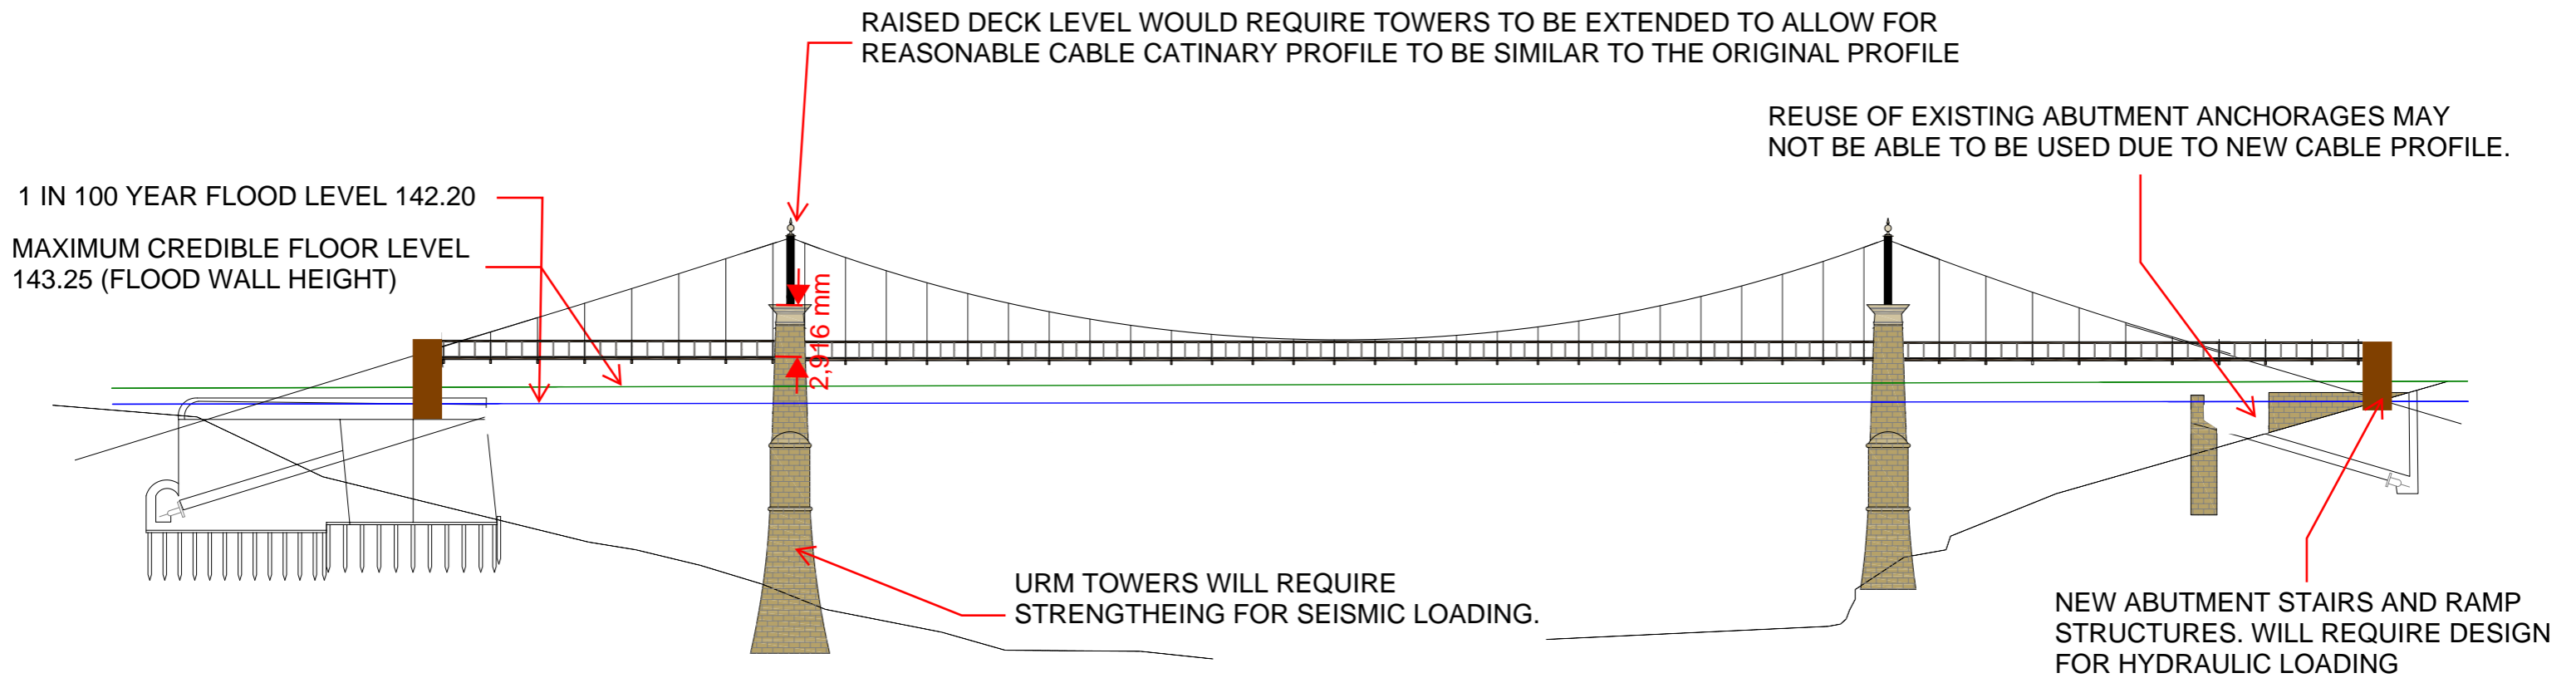 RAISED DECK LEVEL WOULD REQUIRE TOWERS TO BE EXTENDED TO ALLOW FOR
REASONABLE CABLE CATINARY PROFILE TO BE SIMILAR TO THE ORIGINAL PROFILE
REUSE OF EXISTING ABUTMENT ANCHORAGES MAY
NOT BE ABLE TO BE USED DUE TO NEW CABLE PROFILE.
1 IN 100 YEAR FLOOD LEVEL 142.20
MAXIMUM CREDIBLE FLOOR LEVEL
143.25 (FLOOD WALL HEIGHT)
2,916 mm
URM TOWERS WILL REQUIRE
STRENGTHEING FOR SEISMIC LOADING.
NEW ABUTMENT STAIRS AND RAMP
STRUCTURES. WILL REQUIRE DESIGN
FOR HYDRAULIC LOADING